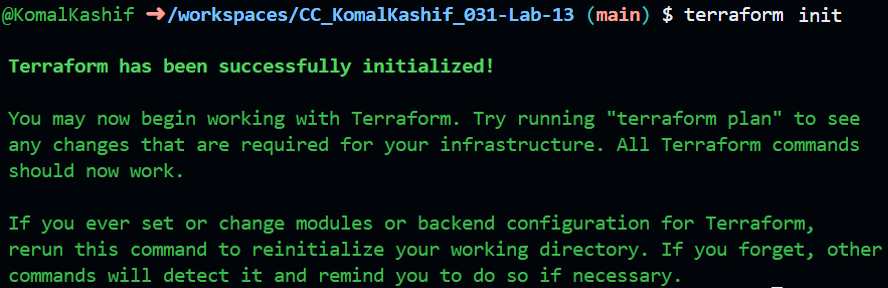 @KomalKashif ➜/workspaces/CC_KomalKashif_031-Lab-13 (main) $ terraform init
Terraform has been successfully initialized!
You may now begin working with Terraform. Try running "terraform plan" to see
any changes that are required for your infrastructure. All Terraform commands
should now work.
If you ever set or change modules or backend configuration for Terraform,
rerun this command to reinitialize your working directory. If you forget, other
commands will detect it and remind you to do so if necessary.